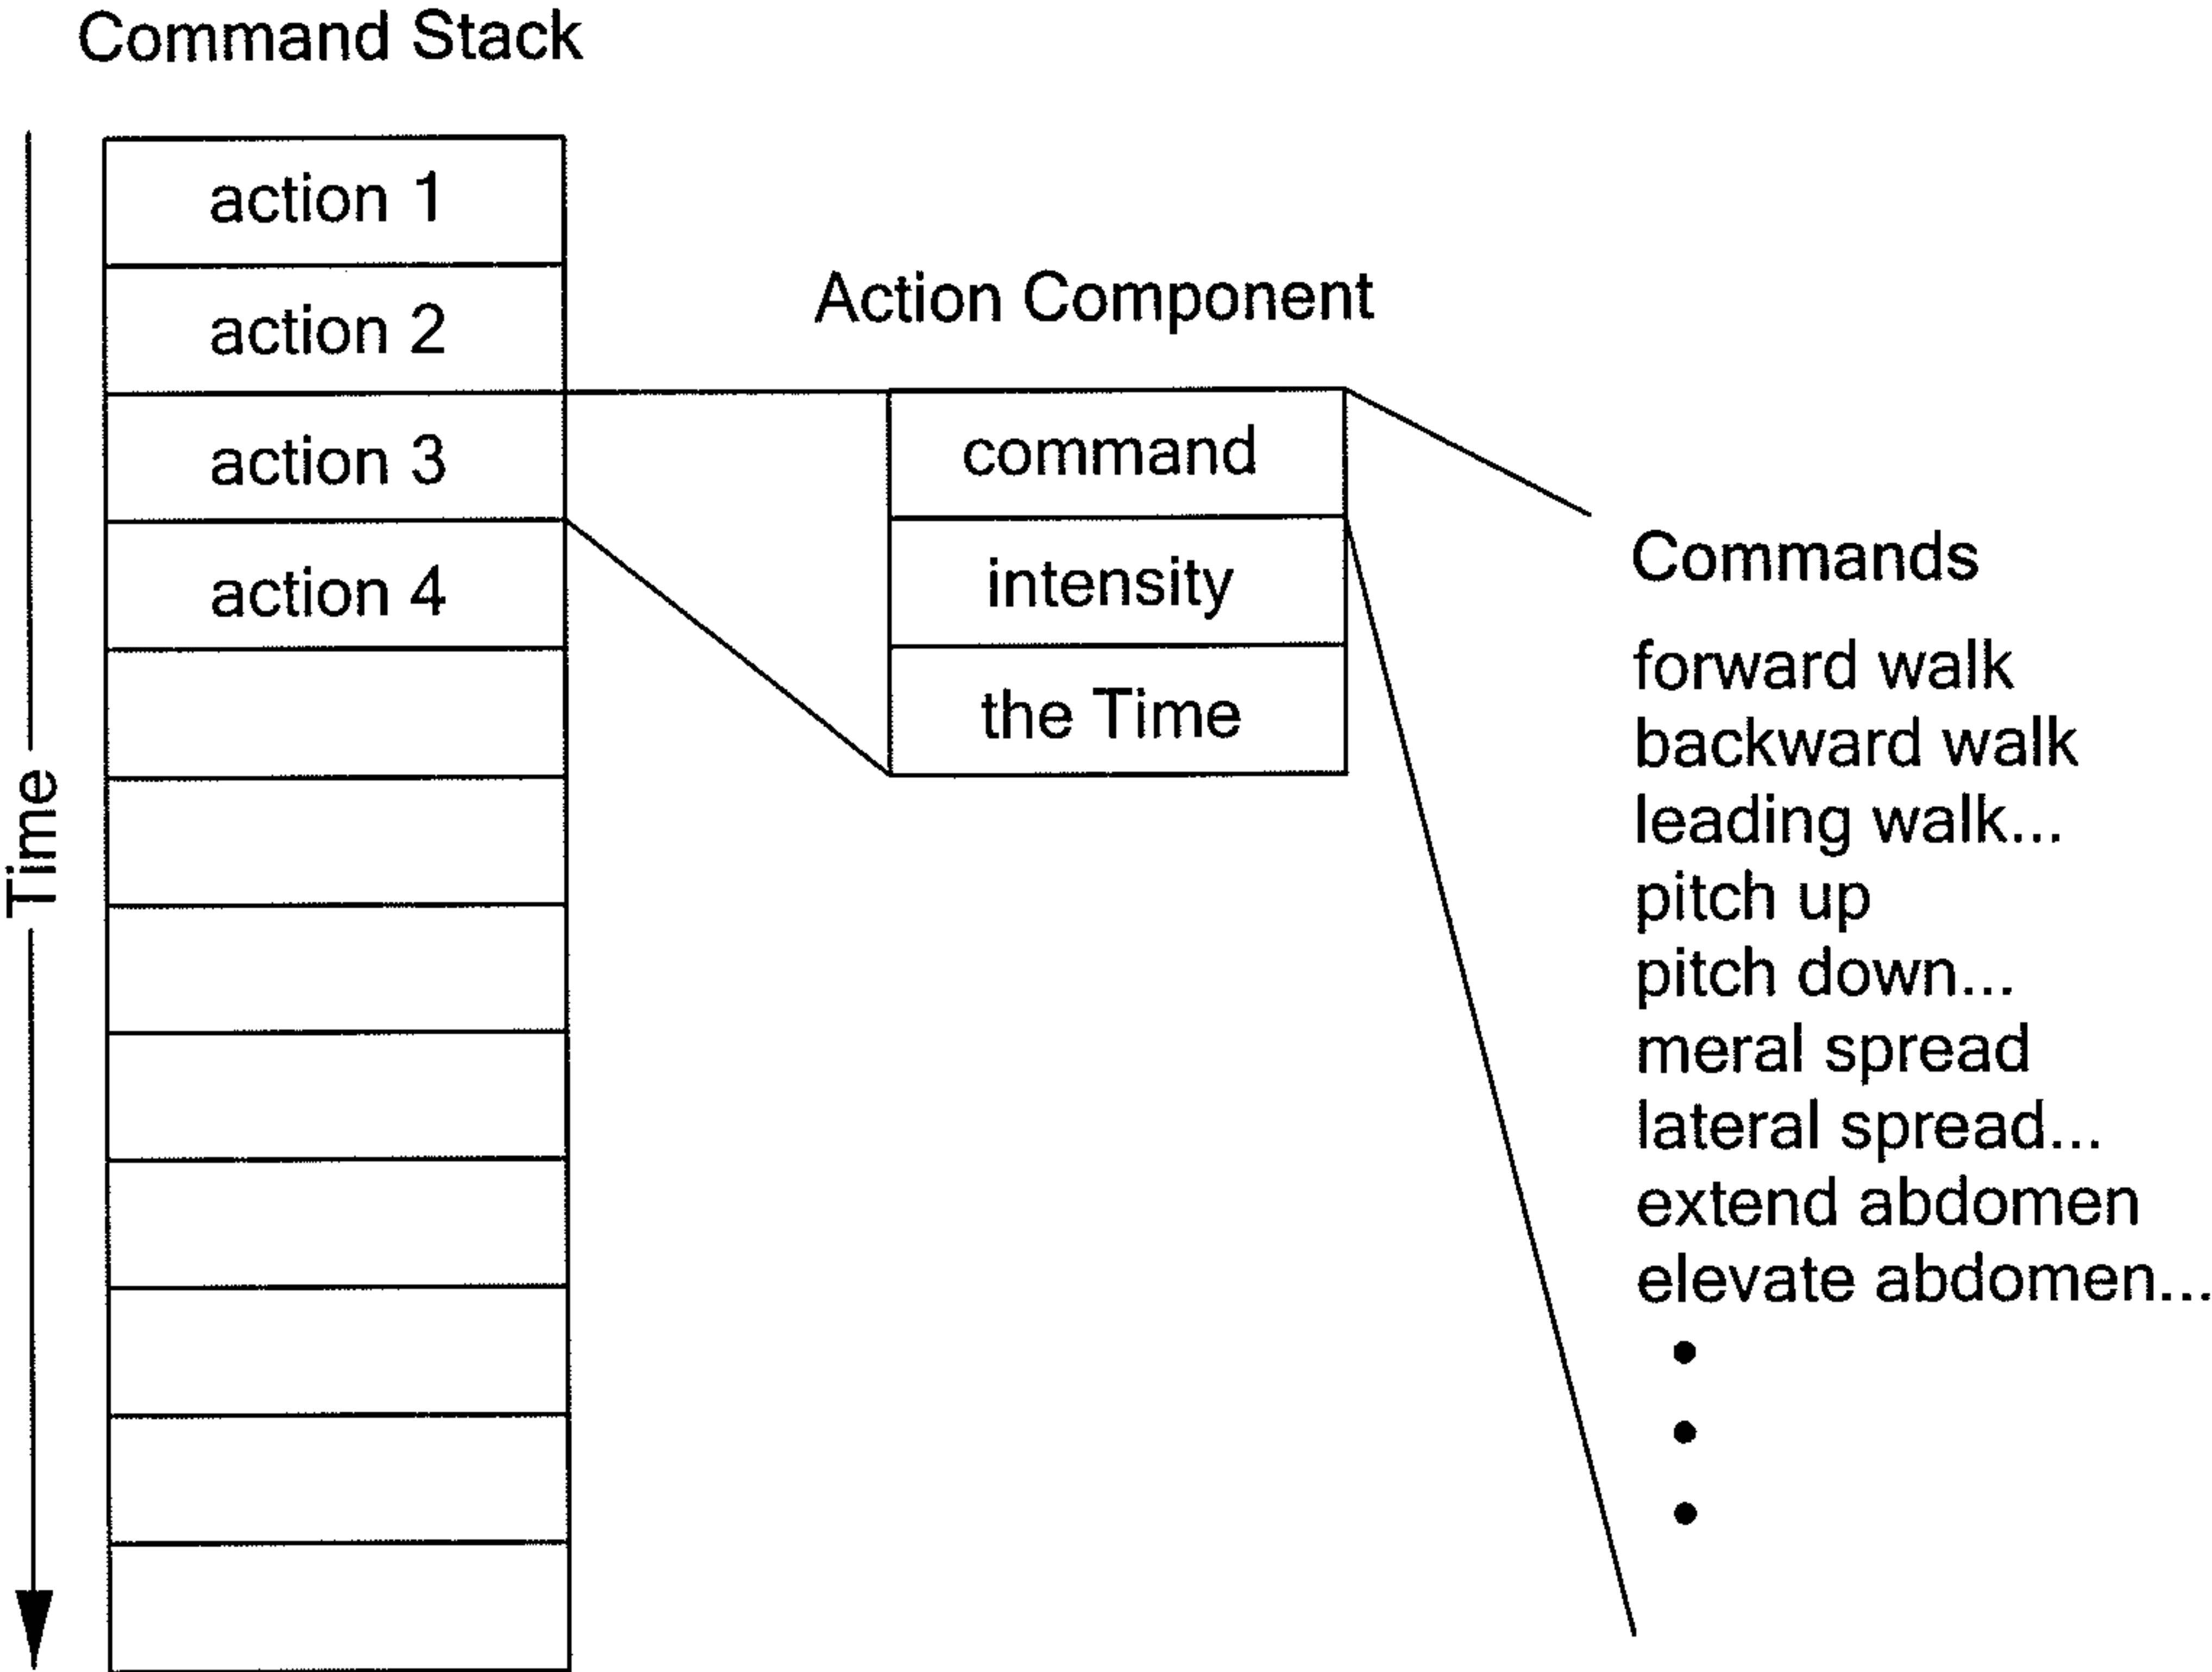 Command Stack
Time
action 1
action 2
action 3
action 4
Action Component
command
intensity
the Time
Commands
forward walk
backward walk
leading walk...
pitch up
pitch down...
meral spread
lateral spread...
extend abdomen
elevate abdomen...